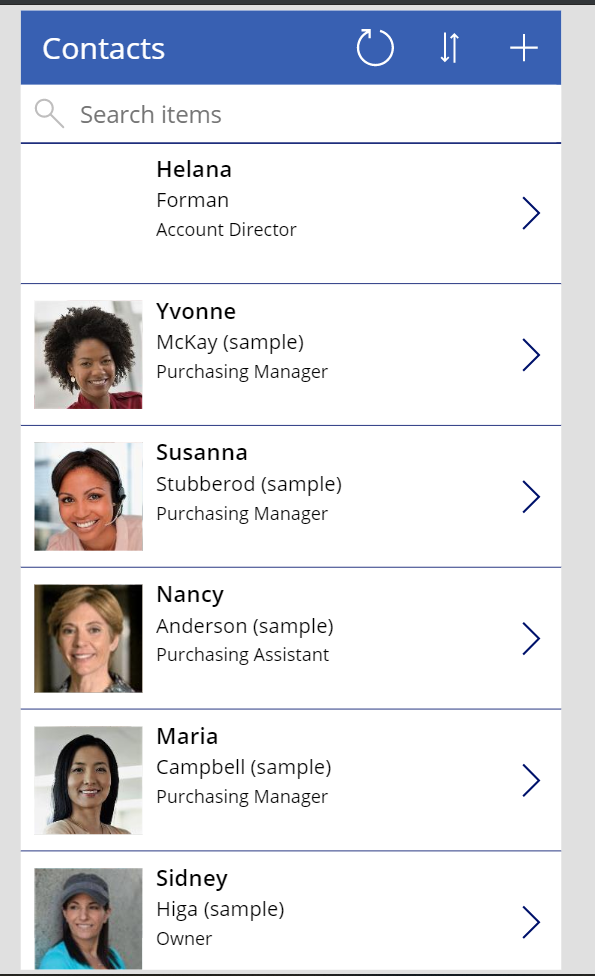 Contacts
Search items
Helana
Forman
Account Director
Yvonne
McKay (sample)
Purchasing Manager
Susanna
Stubberod (sample)
Purchasing Manager
Nancy
Anderson (sample)
Purchasing Assistant
Maria
Campbell (sample)
Purchasing Manager
Sidney
Higa (sample)
Owner